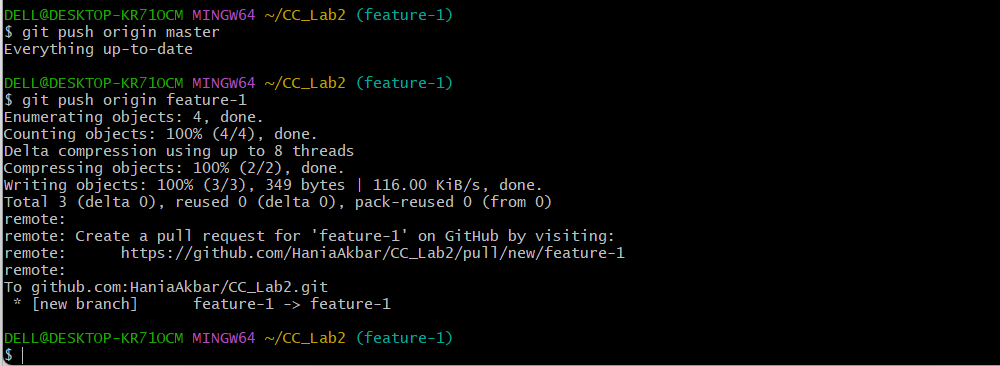 DELL@DESKTOP-KR71OCM MINGW64 ~/CC_Lab2 (feature-1)
$ git push origin master
Everything up-to-date
DELL@DESKTOP-KR71OCM MINGW64 ~/CC_Lab2 (feature-1)
$ git push origin feature-1
Enumerating objects: 4, done.
Counting objects: 100% (4/4), done.
Delta compression using up to 8 threads
Compressing objects: 100% (2/2), done.
Writing objects: 100% (3/3), 349 bytes | 116.00 KiB/s, done.
Total 3 (delta 0), reused 0 (delta 0), pack-reused 0 (from 0)
remote:
remote: Create a pull request for 'feature-1' on GitHub by visiting:
remote:      https://github.com/HaniaAkbar/CC_Lab2/pull/new/feature-1
remote:
To github.com:HaniaAkbar/CC_Lab2.git
 * [new branch]      feature-1 -> feature-1
DELL@DESKTOP-KR71OCM MINGW64 ~/CC_Lab2 (feature-1)
$